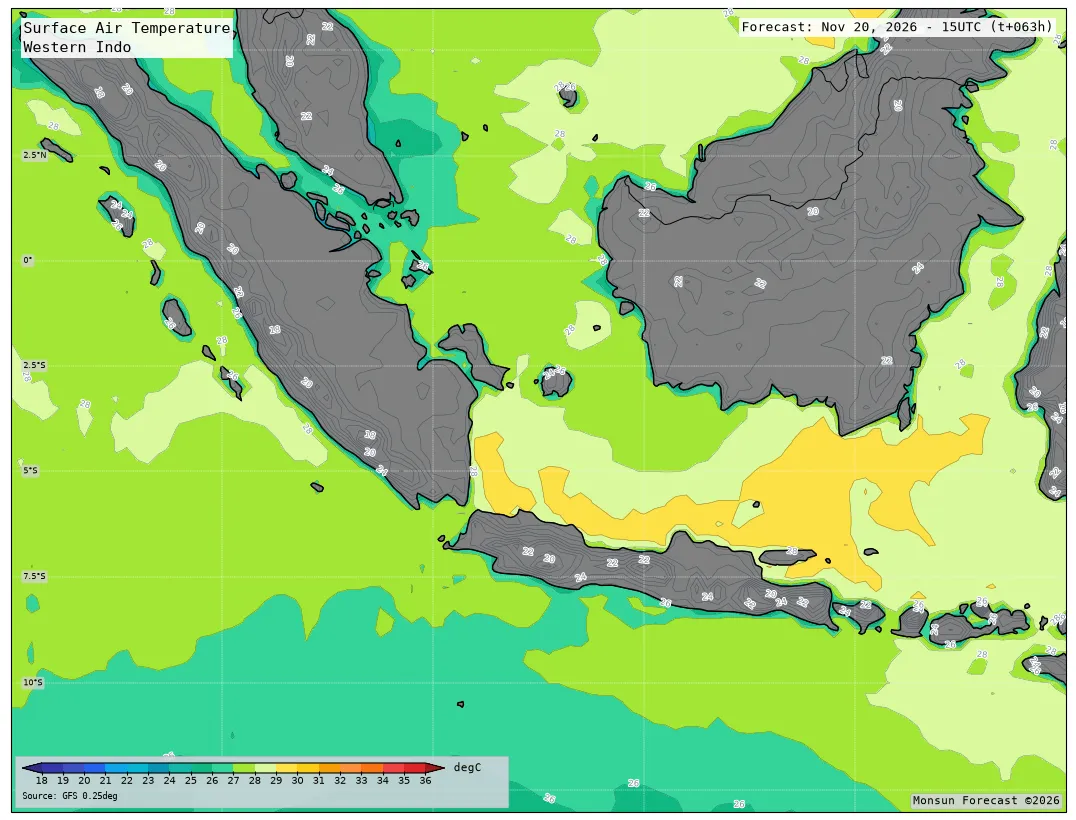 Surface Air Temperature
Western Indo
Forecast: Nov 20, 2026 - 15UTC (t+063h)
2.5°N
0°
2.5°S
5°S
7.5°S
10°S
degC
18 19 20 21 22 23 24 25 26 27 28 29 30 31 32 33 34 35 36
Source: GFS 0.25deg
Monsun Forecast ©2026